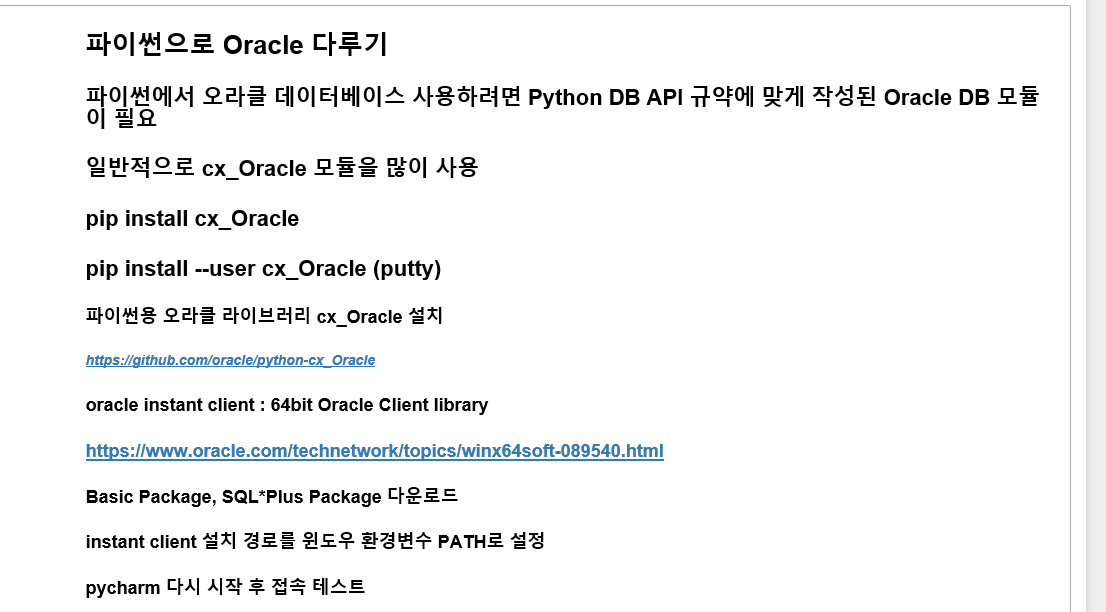 파이썬으로 Oracle 다루기
파이썬에서 오라클 데이터베이스 사용하려면 Python DB API 규약에 맞게 작성된 Oracle DB 모듈
이 필요
일반적으로 cx_Oracle 모듈을 많이 사용
pip install cx_Oracle
pip install --user cx_Oracle (putty)
파이썬용 오라클 라이브러리 cx_Oracle 설치
https://github.com/oracle/python-cx_Oracle
oracle instant client : 64bit Oracle Client library
https://www.oracle.com/technetwork/topics/winx64soft-089540.html
Basic Package, SQL*Plus Package 다운로드
instant client 설치 경로를 윈도우 환경변수 PATH로 설정
pycharm 다시 시작 후 접속 테스트